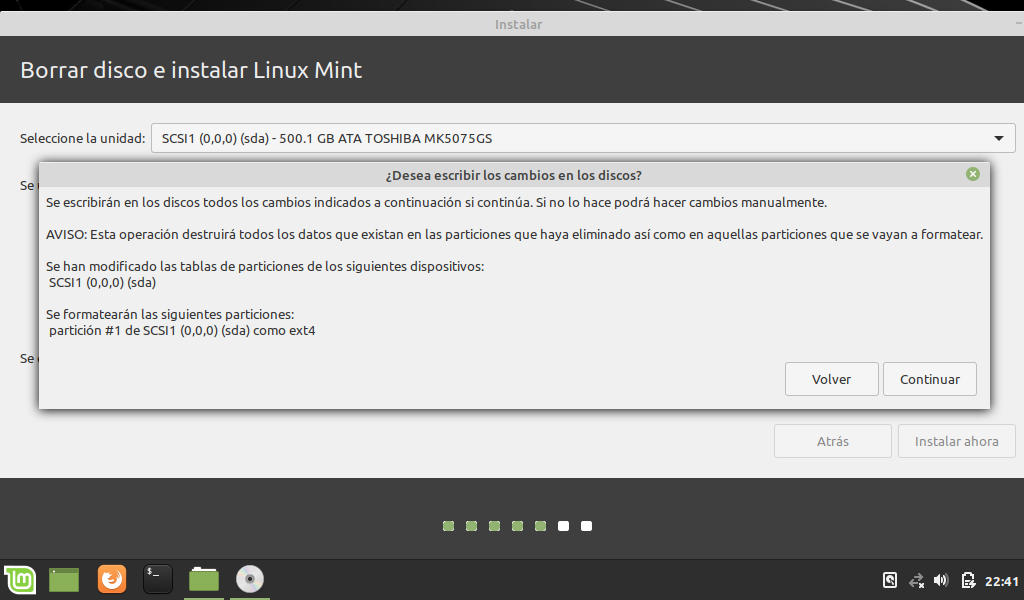 Instalar
Borrar disco e instalar Linux Mint
Seleccione la unidad: SCSI1 (0,0,0) (sda) - 500.1 GB ATA TOSHIBA MK5075GS
Se
¿Desea escribir los cambios en los discos?
Se escribirán en los discos todos los cambios indicados a continuación si continúa. Si no lo hace podrá hacer cambios manualmente.
AVISO: Esta operación destruirá todos los datos que existan en las particiones que haya eliminado así como en aquellas particiones que se vayan a formatear.
Se han modificado las tablas de particiones de los siguientes dispositivos:
SCSI1 (0,0,0) (sda)
Se formatearán las siguientes particiones:
partición #1 de SCSI1 (0,0,0) (sda) como ext4
Se
Volver Continuar
Atrás Instalar ahora
$_
22:41